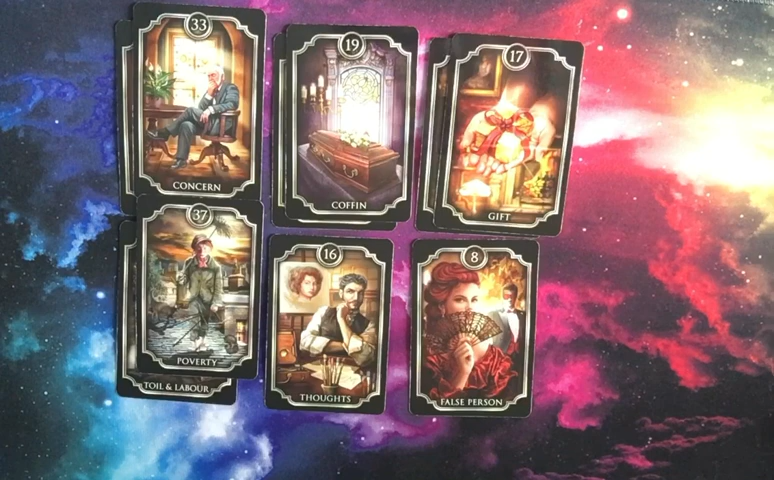 33
CONCERN
19
COFFIN
17
GIFT
37
POVERTY
TOIL & LABOUR
16
THOUGHTS
8
FALSE PERSON